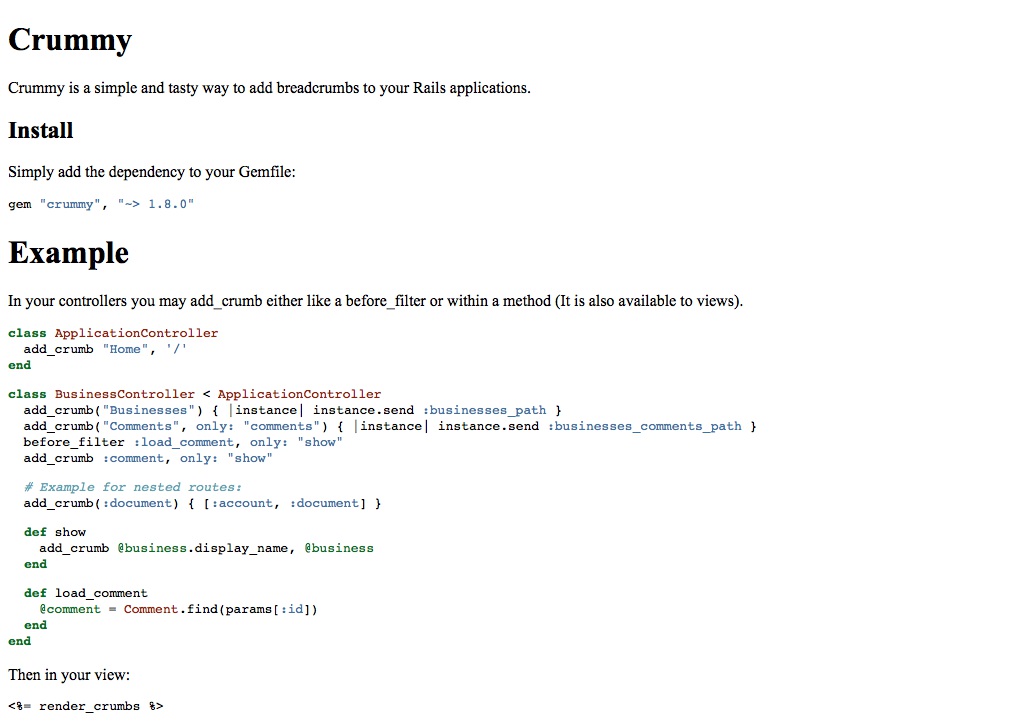 Crummy
Crummy is a simple and tasty way to add breadcrumbs to your Rails applications.
Install
Simply add the dependency to your Gemfile:
gem "crummy", "~> 1.8.0"
Example
In your controllers you may add_crumb either like a before_filter or within a method (It is also available to views).
class ApplicationController
  add_crumb "Home", '/'
end
class BusinessController < ApplicationController
  add_crumb("Businesses") { |instance| instance.send :businesses_path }
  add_crumb("Comments", only: "comments") { |instance| instance.send :businesses_comments_path }
  before_filter :load_comment, only: "show"
  add_crumb :comment, only: "show"
  # Example for nested routes:
  add_crumb(:document) { [:account, :document] }
  def show
    add_crumb @business.display_name, @business
  end
  def load_comment
    @comment = Comment.find(params[:id])
  end
end
Then in your view:
<%= render_crumbs %>